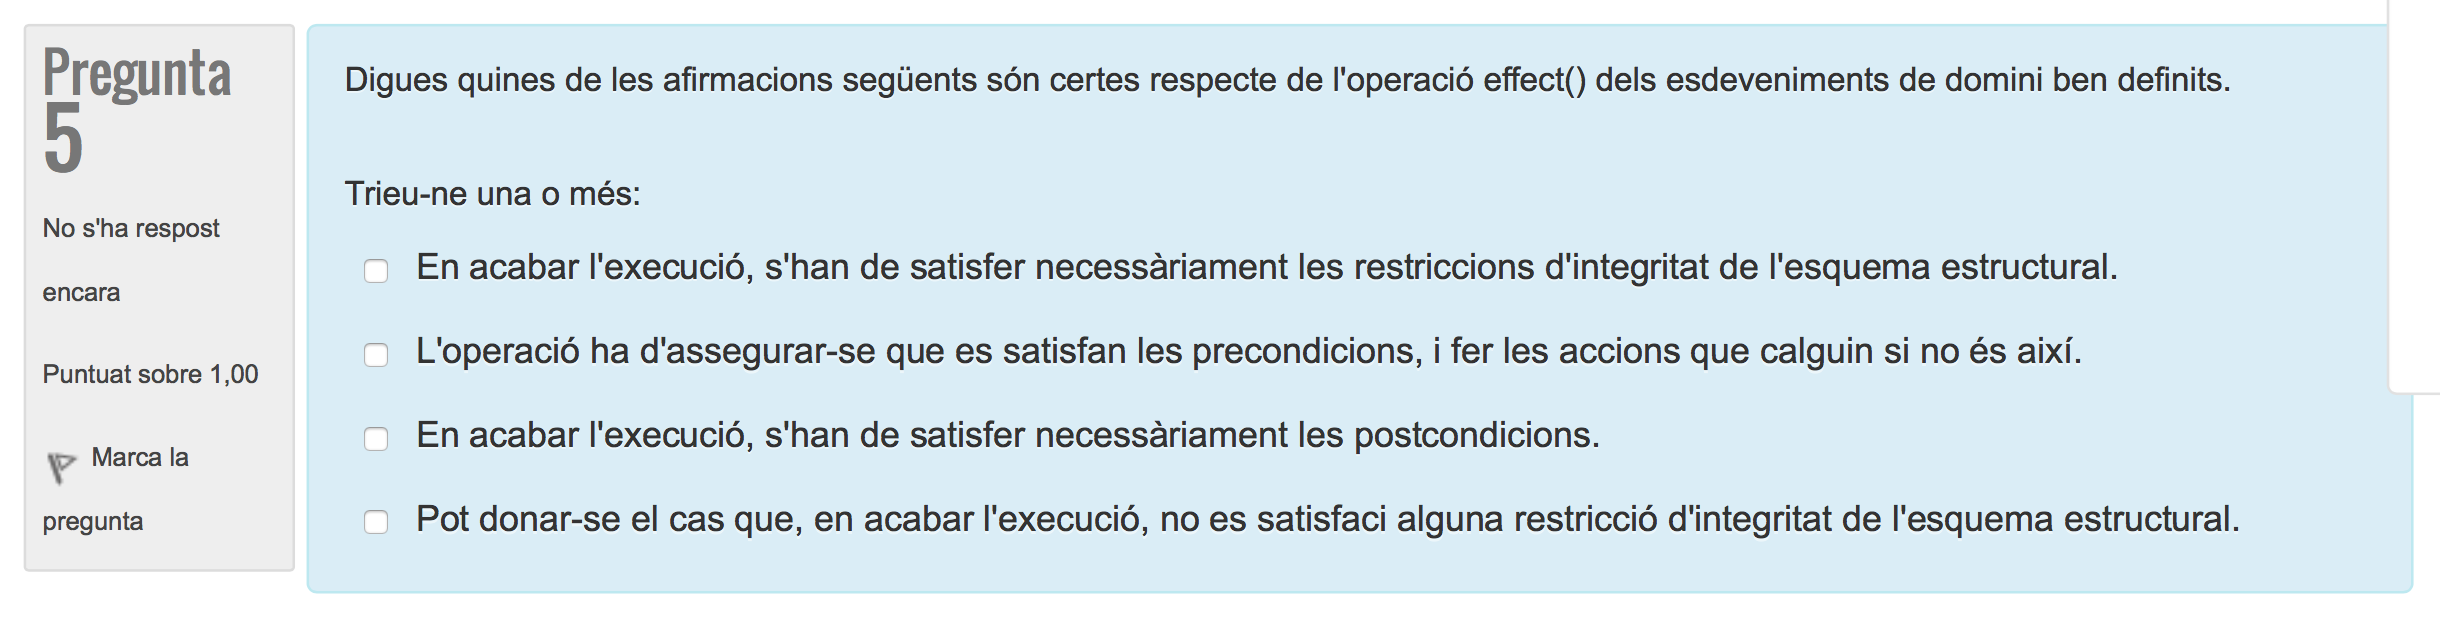 Pregunta
5
No s'ha respost
encara
Puntuat sobre 1,00
Marca la
pregunta
Digues quines de les afirmacions següents són certes respecte de l'operació effect() dels esdeveniments de domini ben definits.
Trieu-ne una o més:
En acabar l'execució, s'han de satisfer necessàriament les restriccions d'integritat de l'esquema estructural.
L'operació ha d'assegurar-se que es satisfan les precondicions, i fer les accions que calguin si no és així.
En acabar l'execució, s'han de satisfer necessàriament les postcondicions.
Pot donar-se el cas que, en acabar l'execució, no es satisfaci alguna restricció d'integritat de l'esquema estructural.